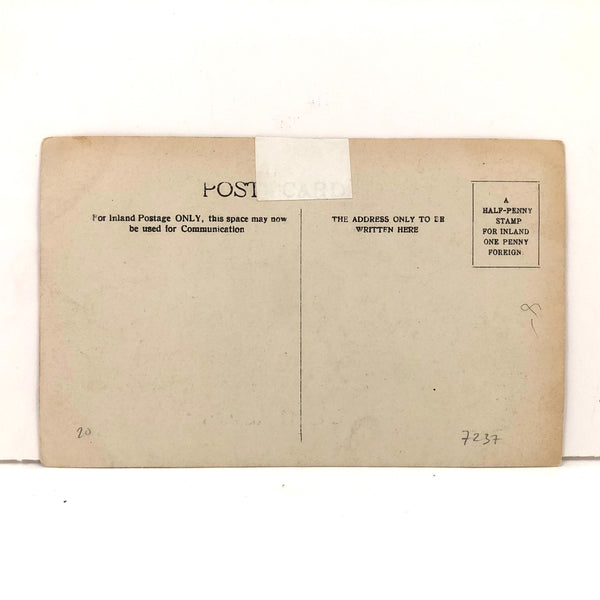 POST CARD
For Inland Postage ONLY, this space may now
be used for Communication
THE ADDRESS ONLY TO BE
WRITTEN HERE
A
HALF-PENNY
STAMP
FOR INLAND
ONE PENNY
FOREIGN.
20
7237